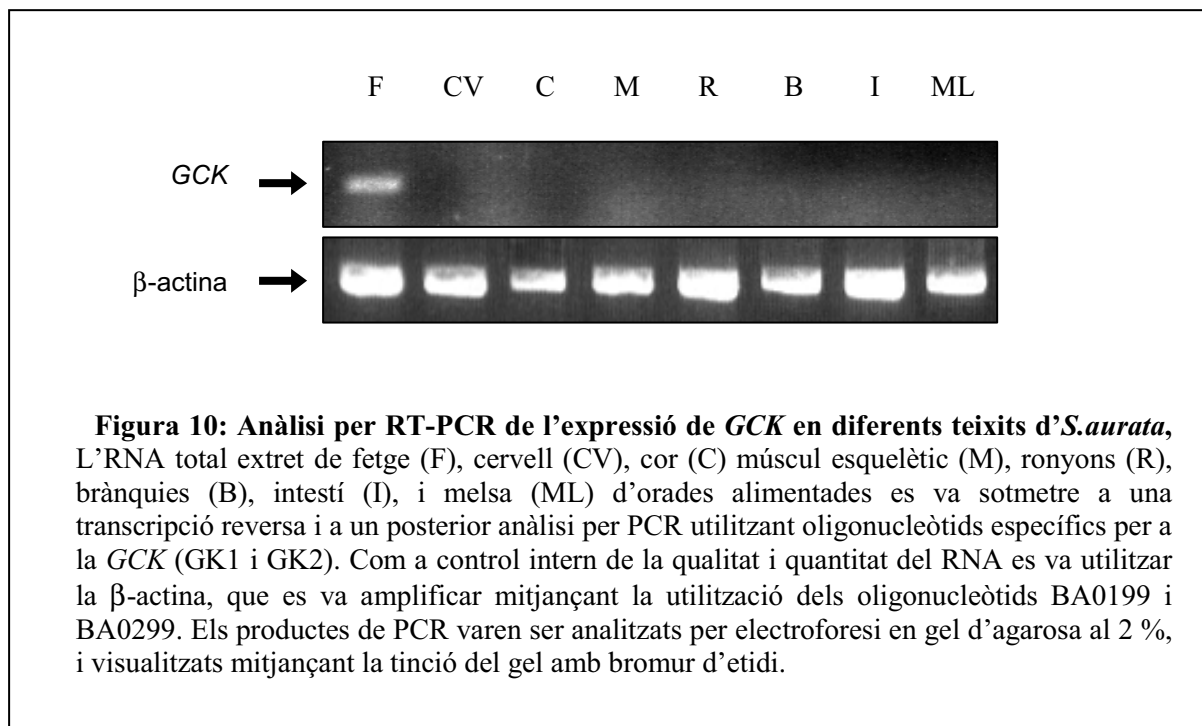 F CV C M R B I ML
GCK
β-actina
Figura 10: Anàlisi per RT-PCR de l’expressió de GCK en diferents teixits d’S.aurata,
L’RNA total extret de fetge (F), cervell (CV), cor (C) múscul esquelètic (M), ronyons (R),
brànquies (B), intestí (I), i melsa (ML) d’orades alimentades es va sotmetre a una
transcripció reversa i a un posterior anàlisi per PCR utilitzant oligonucleòtids específics per a
la GCK (GK1 i GK2). Com a control intern de la qualitat i quantitat del RNA es va utilitzar
la β-actina, que es va amplificar mitjançant la utilització dels oligonucleòtids BA0199 i
BA0299. Els productes de PCR varen ser analitzats per electroforesi en gel d’agarosa al 2 %,
i visualitzats mitjançant la tinció del gel amb bromur d’etidi.